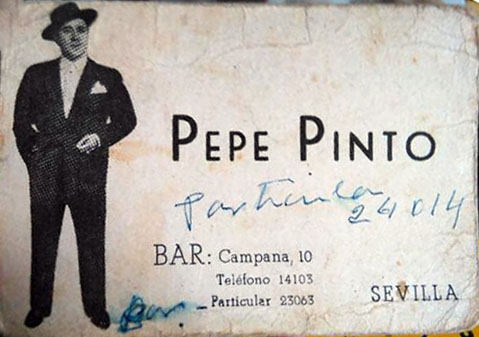 PEPE PINTO
Particular
24014
BAR: Campana, 10
Teléfono 14103
Particular 23063
SEVILLA